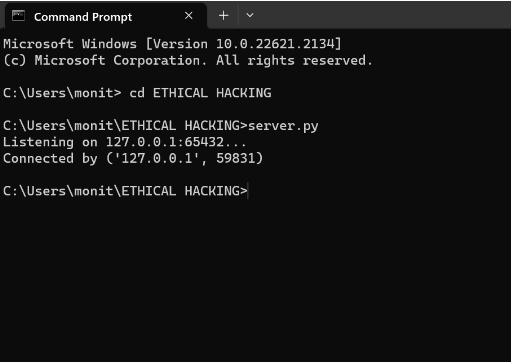 Command Prompt
Microsoft Windows [Version 10.0.22621.2134]
(c) Microsoft Corporation. All rights reserved.
C:\Users\monit> cd ETHICAL HACKING
C:\Users\monit\ETHICAL HACKING>server.py
Listening on 127.0.0.1:65432...
Connected by ('127.0.0.1', 59831)
C:\Users\monit\ETHICAL HACKING>